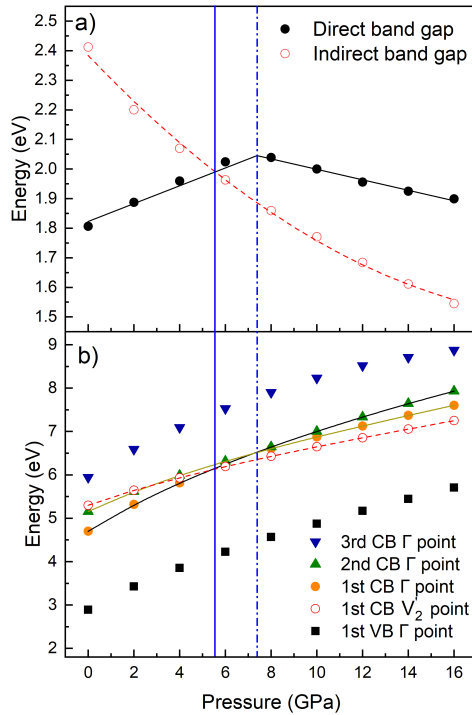 a)
Direct band gap
Indirect band gap
2.5
2.4
2.3
2.2
2.1
2.0
1.9
1.8
1.7
1.6
1.5
Energy (eV)
b)
9
8
7
6
5
4
3
2
Energy (eV)
3rd CB Γ point
2nd CB Γ point
1st CB Γ point
1st CB V₂' point
1st VB Γ point
0 2 4 6 8 10 12 14 16
Pressure (GPa)